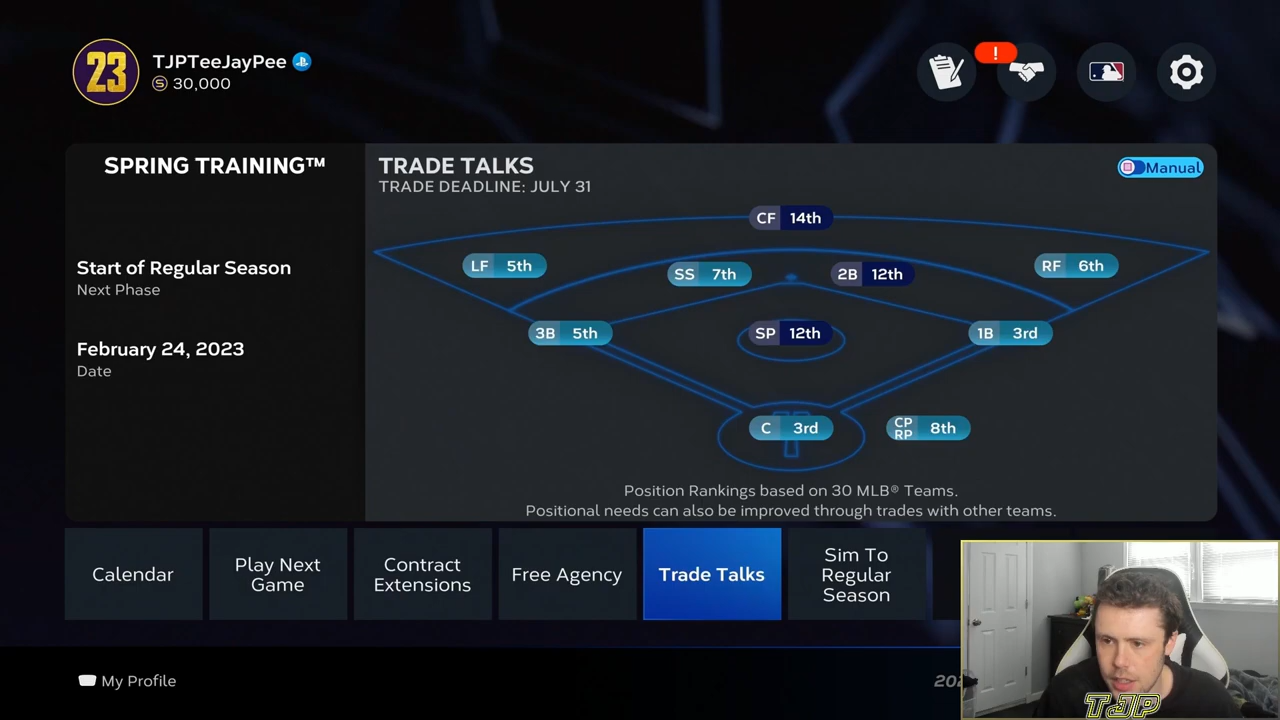 23
TJPTeeJayPee
S 30,000
!
SPRING TRAINING™
Start of Regular Season
Next Phase
February 24, 2023
Date
TRADE TALKS
TRADE DEADLINE: JULY 31
Manual
CF 14th
LF 5th
SS 7th
2B 12th
RF 6th
3B 5th
SP 12th
1B 3rd
C 3rd
CP RP 8th
Position Rankings based on 30 MLB® Teams.
Positional needs can also be improved through trades with other teams.
Calendar
Play Next
Game
Contract
Extensions
Free Agency
Trade Talks
Sim To
Regular
Season
My Profile
TJP